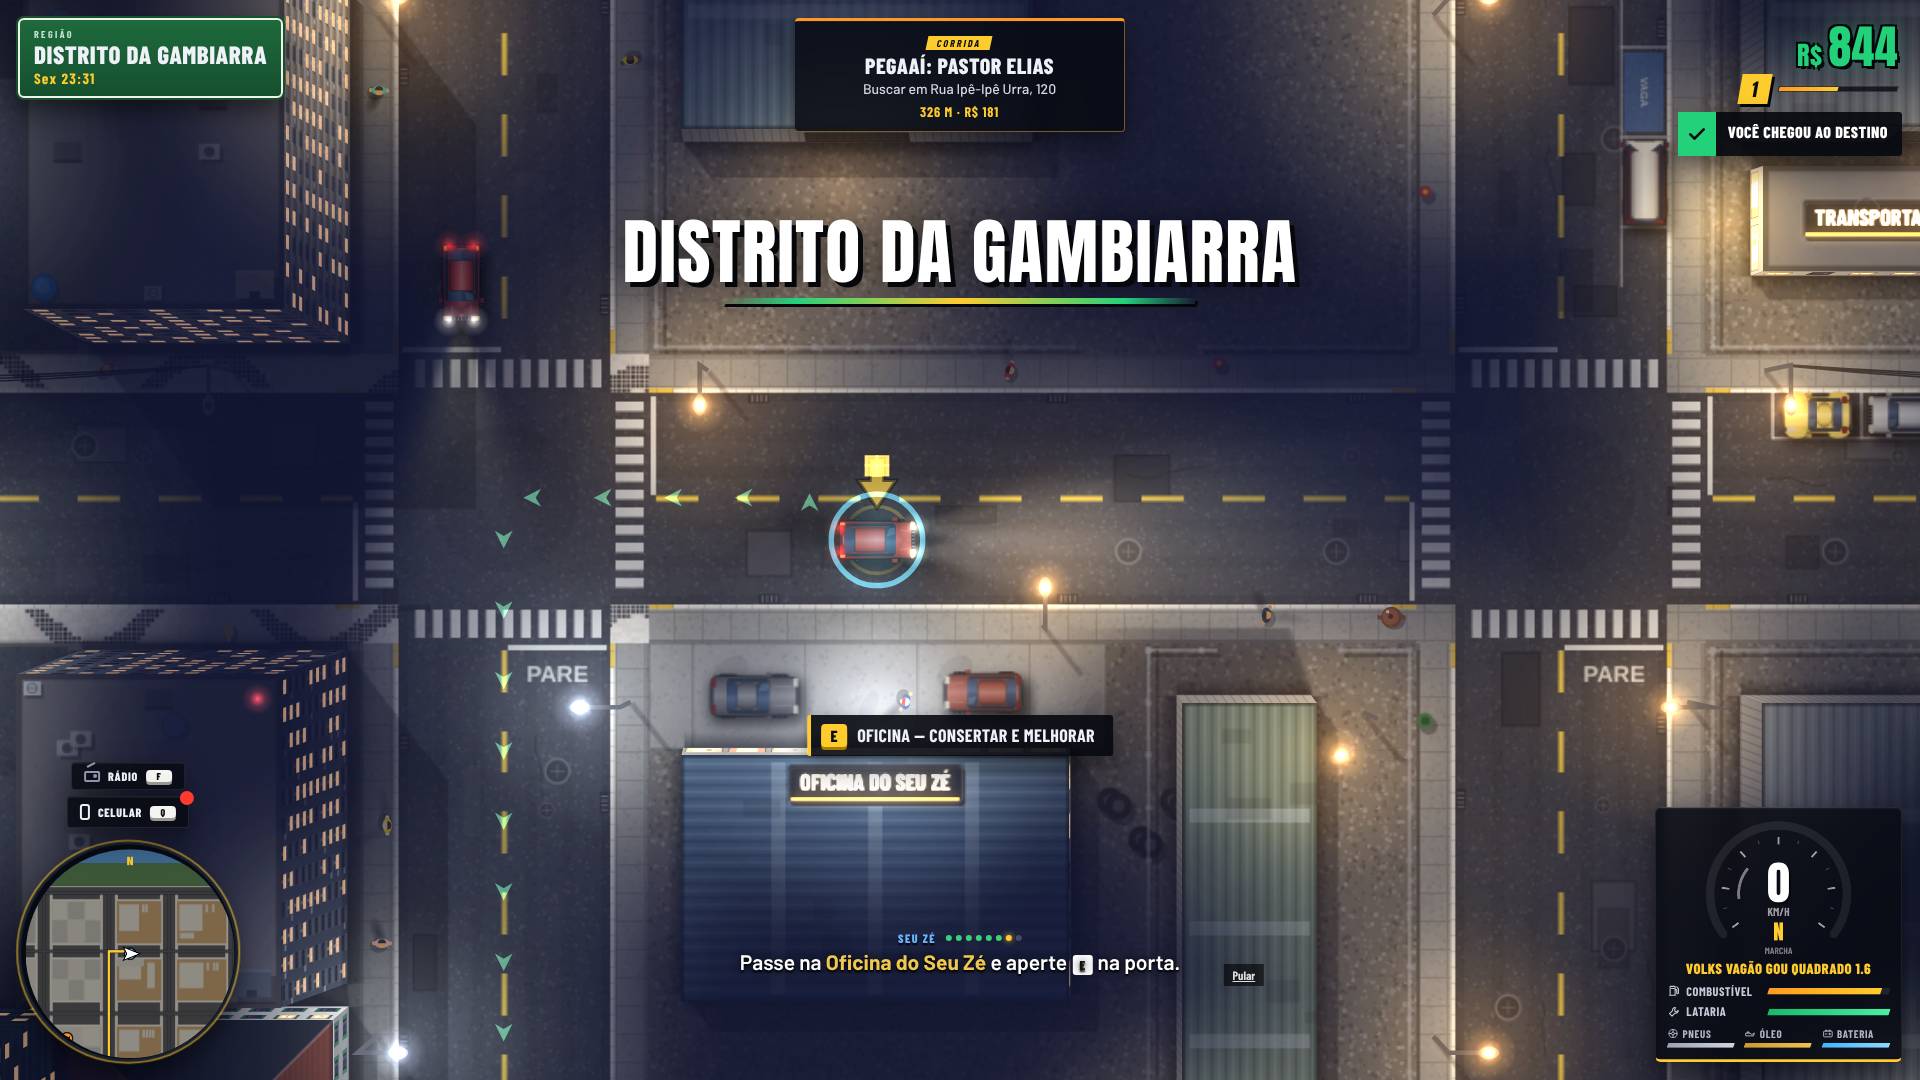 REGIÃO
DISTRITO DA GAMBIARRA
Sex 23:31
CORRIDA
PEGAAÍ: PASTOR ELIAS
Buscar em Rua Ipê-Ipê Urra, 120
326 M · R$ 181
R$ 844
1
VOCÊ CHEGOU AO DESTINO
VAGA
TRANSPORTA
DISTRITO DA GAMBIARRA
PARE
PARE
E OFICINA — CONSERTAR E MELHORAR
OFICINA DO SEU ZÉ
RÁDIO F
CELULAR Q
N
SEU ZÉ
Passe na Oficina do Seu Zé e aperte E na porta.
Pular
0
KM/H
N
MARCHA
VOLKS VAGÃO GOU QUADRADO 1.6
COMBUSTÍVEL
LATARIA
PNEUS ÓLEO BATERIA